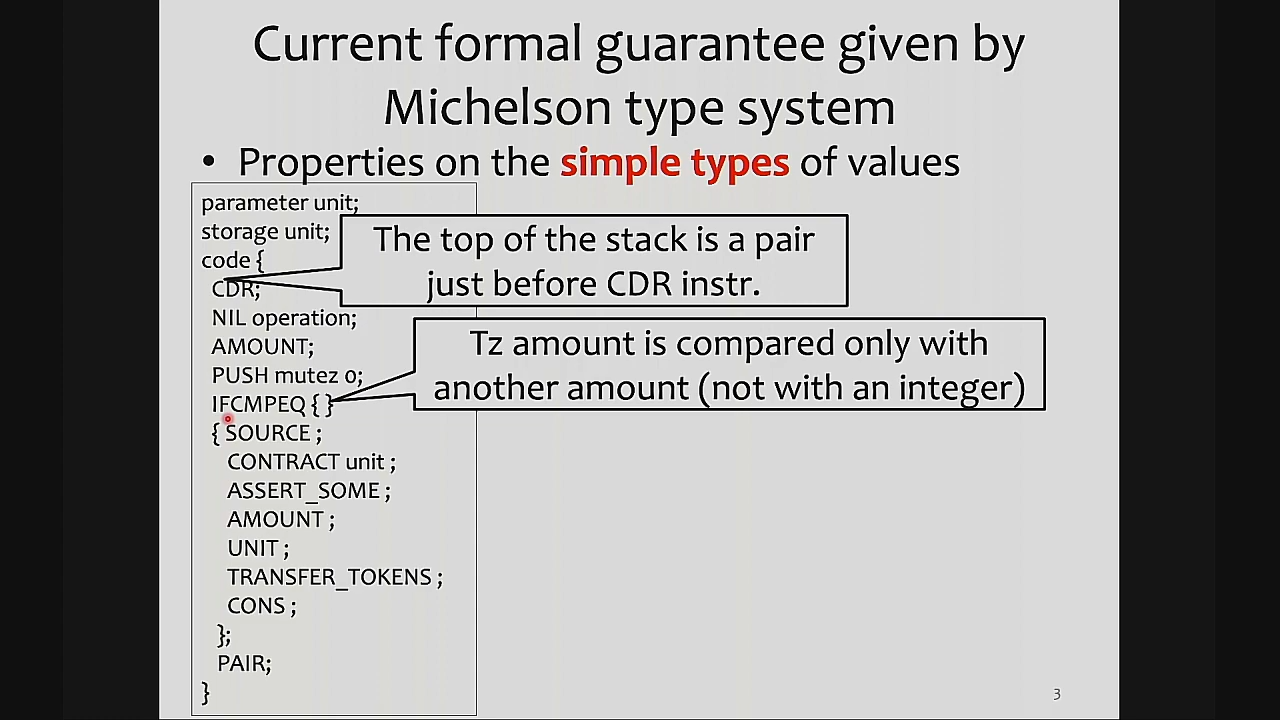 Current formal guarantee given by
Michelson type system
• Properties on the simple types of values
parameter unit;
storage unit;
code {
CDR;
NIL operation;
AMOUNT;
PUSH mutez 0;
IFCMPEQ { }
{ SOURCE ;
CONTRACT unit ;
ASSERT_SOME ;
AMOUNT ;
UNIT ;
TRANSFER_TOKENS ;
CONS ;
};
PAIR;
}
The top of the stack is a pair
just before CDR instr.
Tz amount is compared only with
another amount (not with an integer)
3